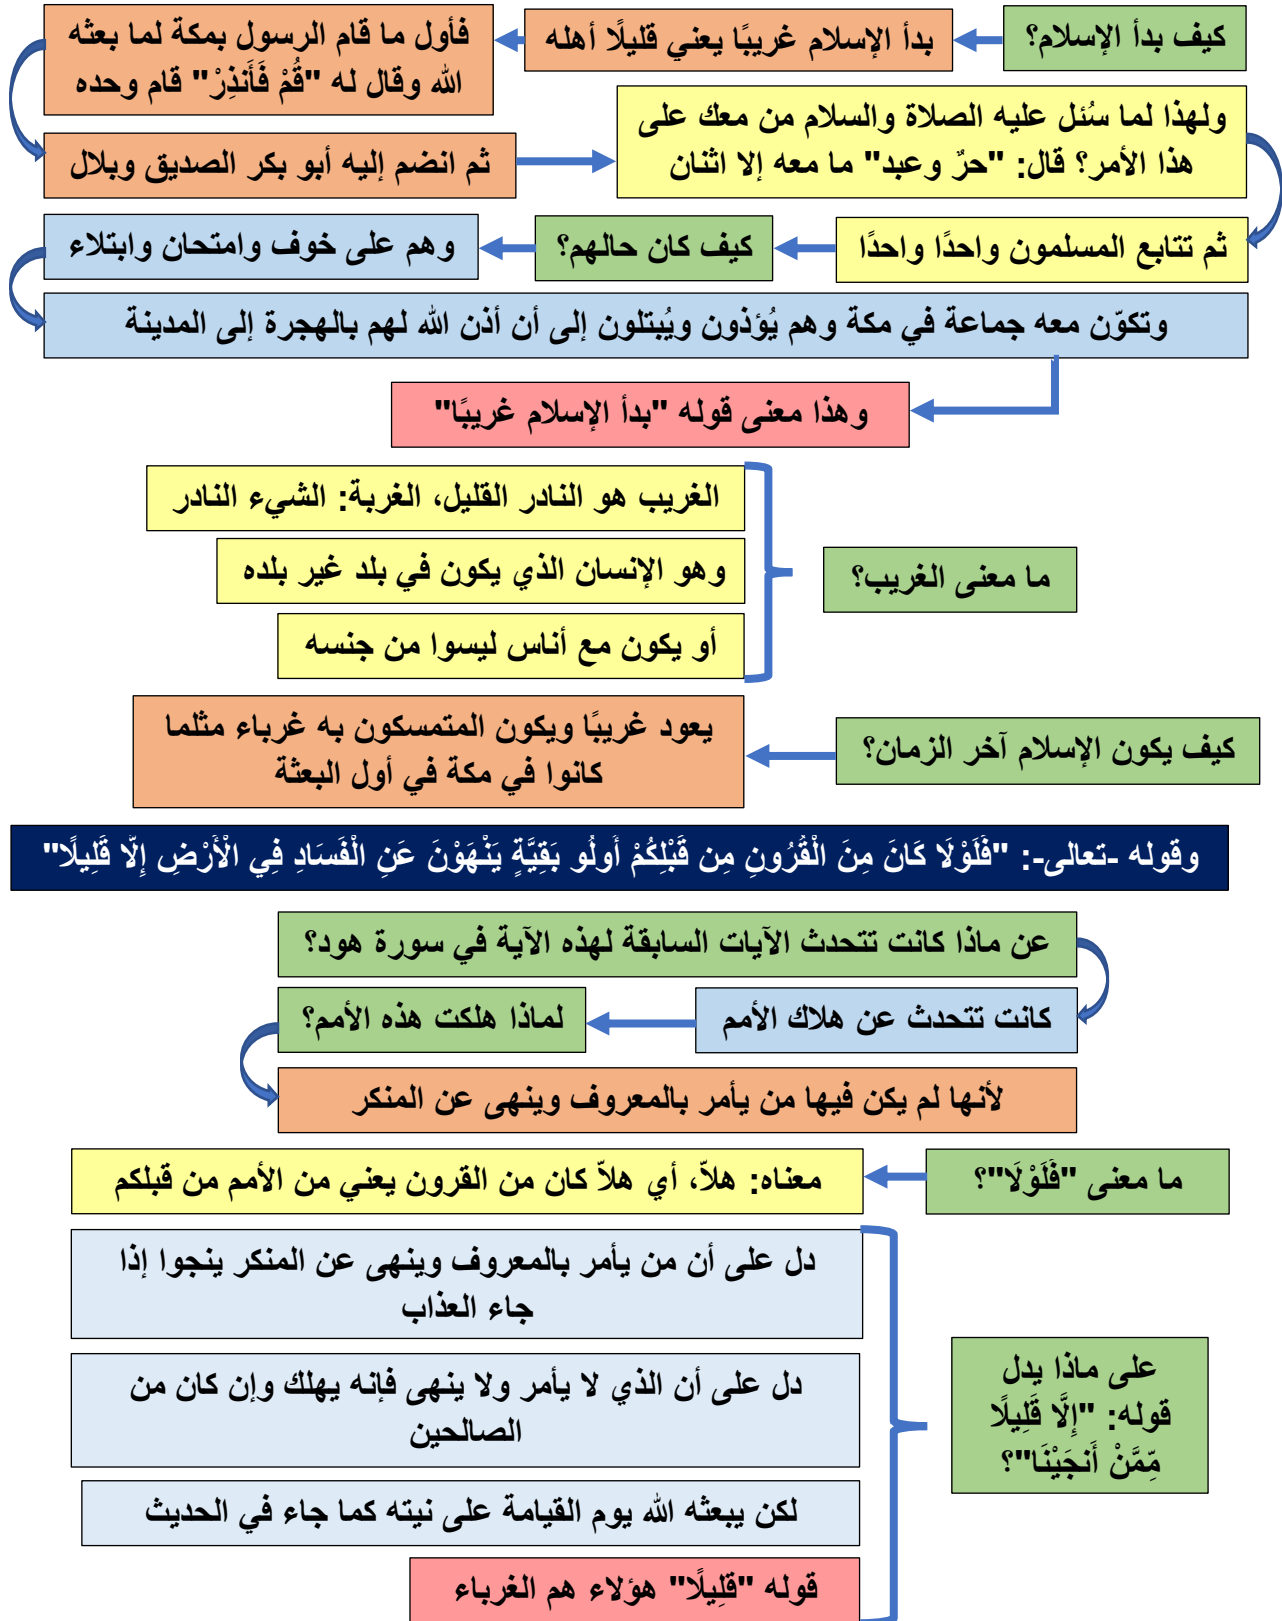 كيف بدأ الإسلام؟
بدأ الإسلام غريبًا يعني قليلًا أهله
فأول ما قام الرسول بمكة لما بعثه
الله وقال له "قُمْ فَأَنذِرْ" قام وحده
ثم انضم إليه أبو بكر الصديق وبلال
ولهذا لما سُئل عليه الصلاة والسلام من معك على
هذا الأمر؟ قال: "حرٌ وعبد" ما معه إلا اثنان
ثم تتابع المسلمون واحدًا واحدًا
كيف كان حالهم؟
وهم على خوف وامتحان وابتلاء
وتكوّن معه جماعة في مكة وهم يُؤذون ويُبتلون إلى أن أذن الله لهم بالهجرة إلى المدينة
وهذا معنى قوله "بدأ الإسلام غريبًا"
ما معنى الغريب؟
الغريب هو النادر القليل، الغربة: الشيء النادر
وهو الإنسان الذي يكون في بلد غير بلده
أو يكون مع أناس ليسوا من جنسه
كيف يكون الإسلام آخر الزمان؟
يعود غريبًا ويكون المتمسكون به غرباء مثلما
كانوا في مكة في أول البعثة
وقوله -تعالى-: "فَلَوْلَا كَانَ مِنَ الْقُرُونِ مِن قَبْلِكُمْ أُولُو بَقِيَّةٍ يَنْهَوْنَ عَنِ الْفَسَادِ فِي الْأَرْضِ إِلَّا قَلِيلًا"
عن ماذا كانت تتحدث الآيات السابقة لهذه الآية في سورة هود؟
كانت تتحدث عن هلاك الأمم
لماذا هلكت هذه الأمم؟
لأنها لم يكن فيها من يأمر بالمعروف وينهى عن المنكر
ما معنى "فَلَوْلَا"؟
معناه: هلاّ، أي هلاّ كان من القرون يعني من الأمم من قبلكم
على ماذا يدل
قوله: "إِلَّا قَلِيلًا
مِّمَّنْ أَنجَيْنَا"؟
دل على أن من يأمر بالمعروف وينهى عن المنكر ينجوا إذا
جاء العذاب
دل على أن الذي لا يأمر ولا ينهى فإنه يهلك وإن كان من
الصالحين
لكن يبعثه الله يوم القيامة على نيته كما جاء في الحديث
قوله "قلِيلًا" هؤلاء هم الغرباء